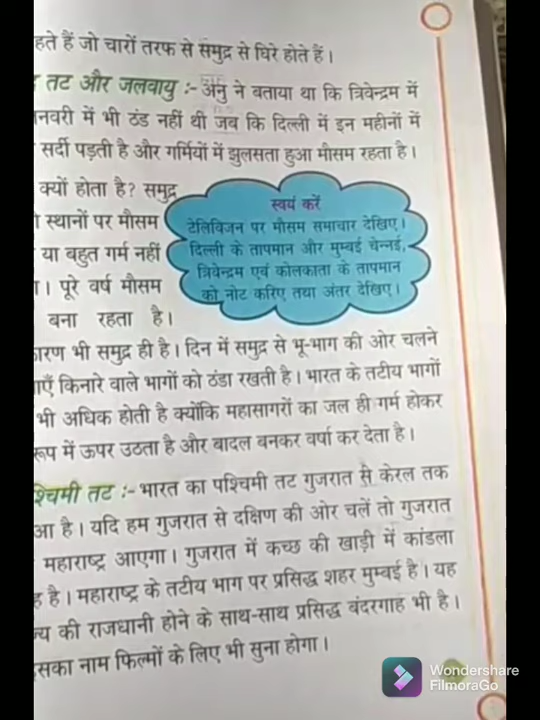 हते हैं जो चारों तरफ से समुद्र से घिरे होते हैं।
तट और जलवायु :- अनु ने बताया था कि त्रिवेन्द्रम में
नवरी में भी ठंड नहीं थी जब कि दिल्ली में इन महीनों में
सर्दी पड़ती है और गर्मियों में झुलसता हुआ मौसम रहता है।
क्यों होता है? समुद्र
स्थानों पर मौसम
या बहुत गर्म नहीं
। पूरे वर्ष मौसम
बना रहता है।
स्वयं करें
टेलिविजन पर मौसम समाचार देखिए।
दिल्ली के तापमान और मुम्बई चेन्नई,
त्रिवेन्द्रम एवं कोलकाता के तापमान
को नोट करिए तथा अंतर देखिए।
ारण भी समुद्र ही है। दिन में समुद्र से भू-भाग की ओर चलने
ाएँ किनारे वाले भागों को ठंडा रखती है। भारत के तटीय भागों
भी अधिक होती है क्योंकि महासागरों का जल ही गर्म होकर
रूप में ऊपर उठता है और बादल बनकर वर्षा कर देता है।
श्चिमी तट :- भारत का पश्चिमी तट गुजरात से केरल तक
आ है। यदि हम गुजरात से दक्षिण की ओर चलें तो गुजरात
महाराष्ट्र आएगा। गुजरात में कच्छ की खाड़ी में कांडला
ह है। महाराष्ट्र के तटीय भाग पर प्रसिद्ध शहर मुम्बई है। यह
ज्य की राजधानी होने के साथ-साथ प्रसिद्ध बंदरगाह भी है।
सका नाम फिल्मों के लिए भी सुना होगा।
Wondershare
FilmoraGo